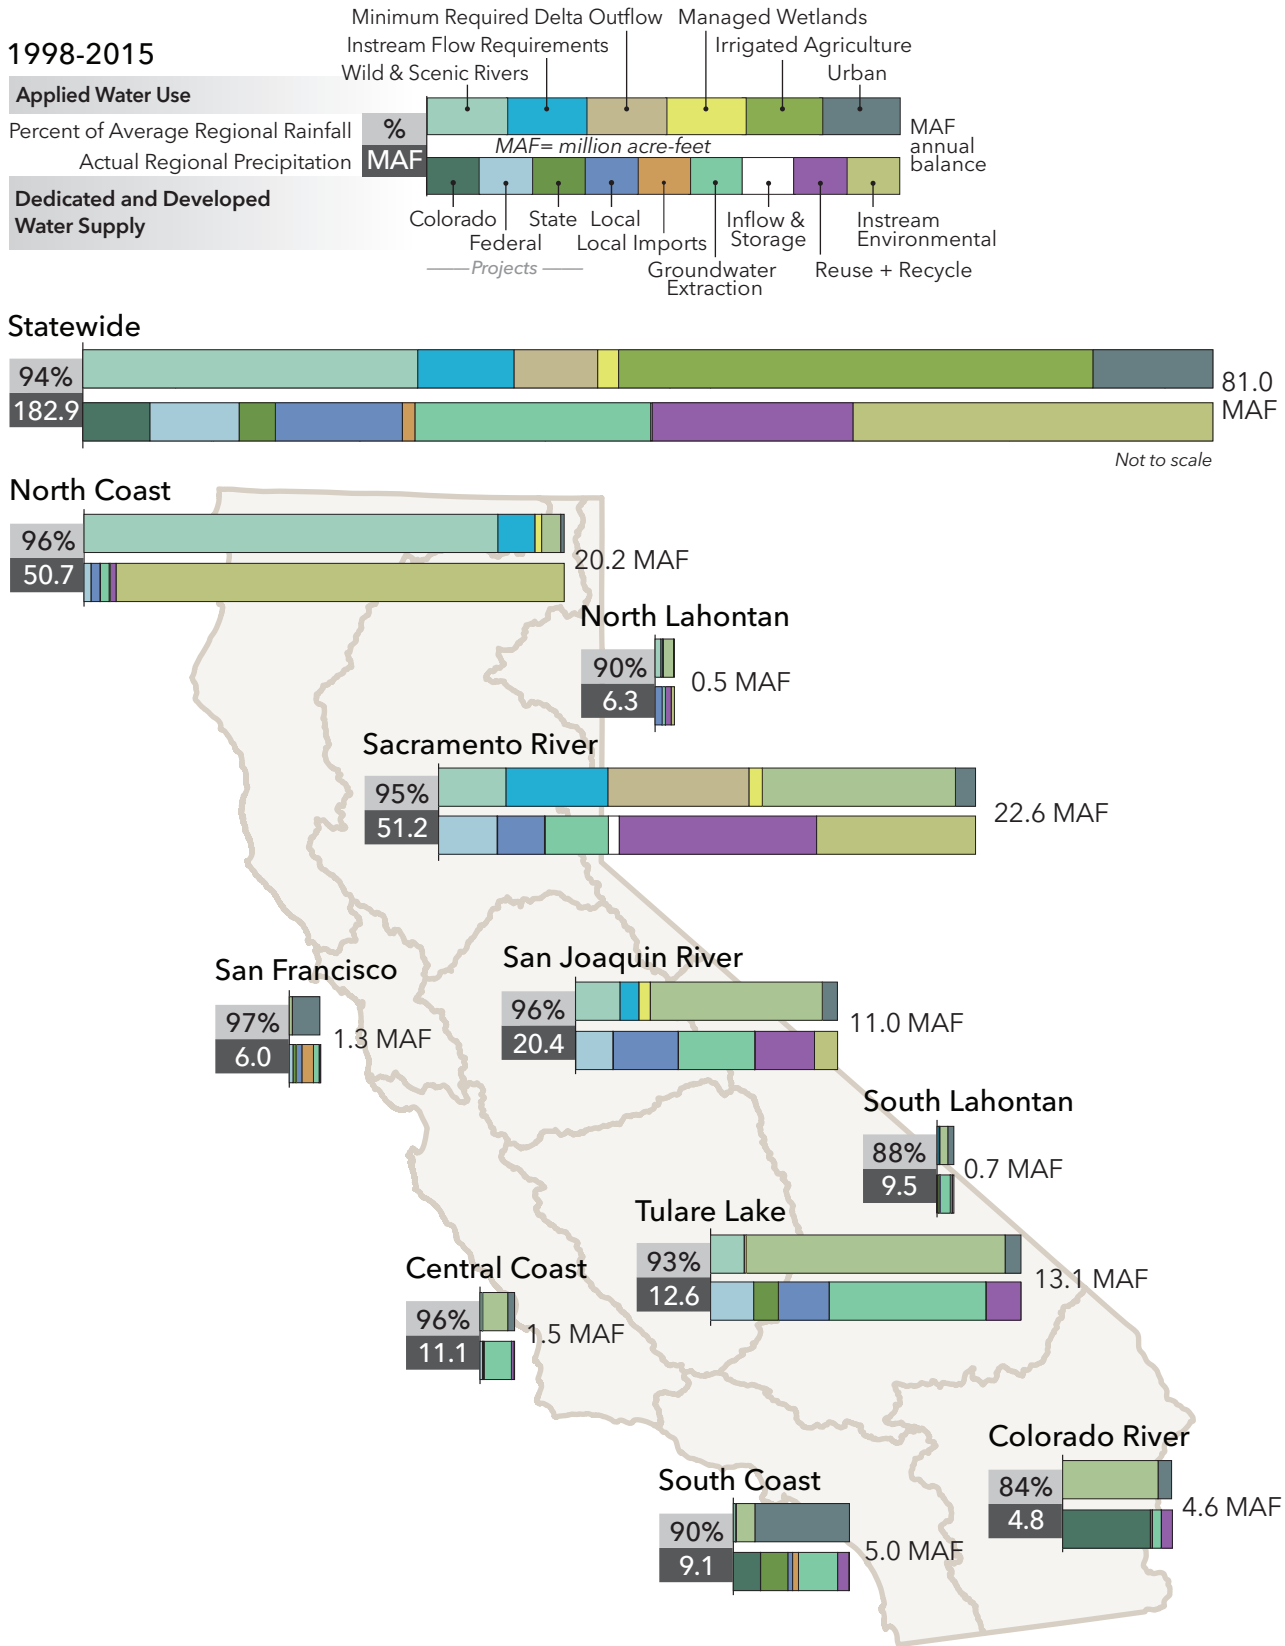 1998-2015
Applied Water Use
Percent of Average Regional Rainfall
Actual Regional Precipitation
Dedicated and Developed
Water Supply
%
MAF
Minimum Required Delta Outflow
Managed Wetlands
Instream Flow Requirements
Irrigated Agriculture
Wild & Scenic Rivers
Urban
MAF= million acre-feet
MAF
annual
balance
Colorado
State
Local
Inflow &
Storage
Instream
Environmental
Federal
Local Imports
Projects
Groundwater
Extraction
Reuse + Recycle
Statewide
94%
182.9
81.0
MAF
Not to scale
North Coast
96%
50.7
20.2 MAF
North Lahontan
90%
6.3
0.5 MAF
Sacramento River
95%
51.2
22.6 MAF
San Francisco
97%
6.0
1.3 MAF
San Joaquin River
96%
20.4
11.0 MAF
South Lahontan
88%
9.5
0.7 MAF
Tulare Lake
93%
12.6
13.1 MAF
Central Coast
96%
11.1
1.5 MAF
Colorado River
84%
4.8
4.6 MAF
South Coast
90%
9.1
5.0 MAF